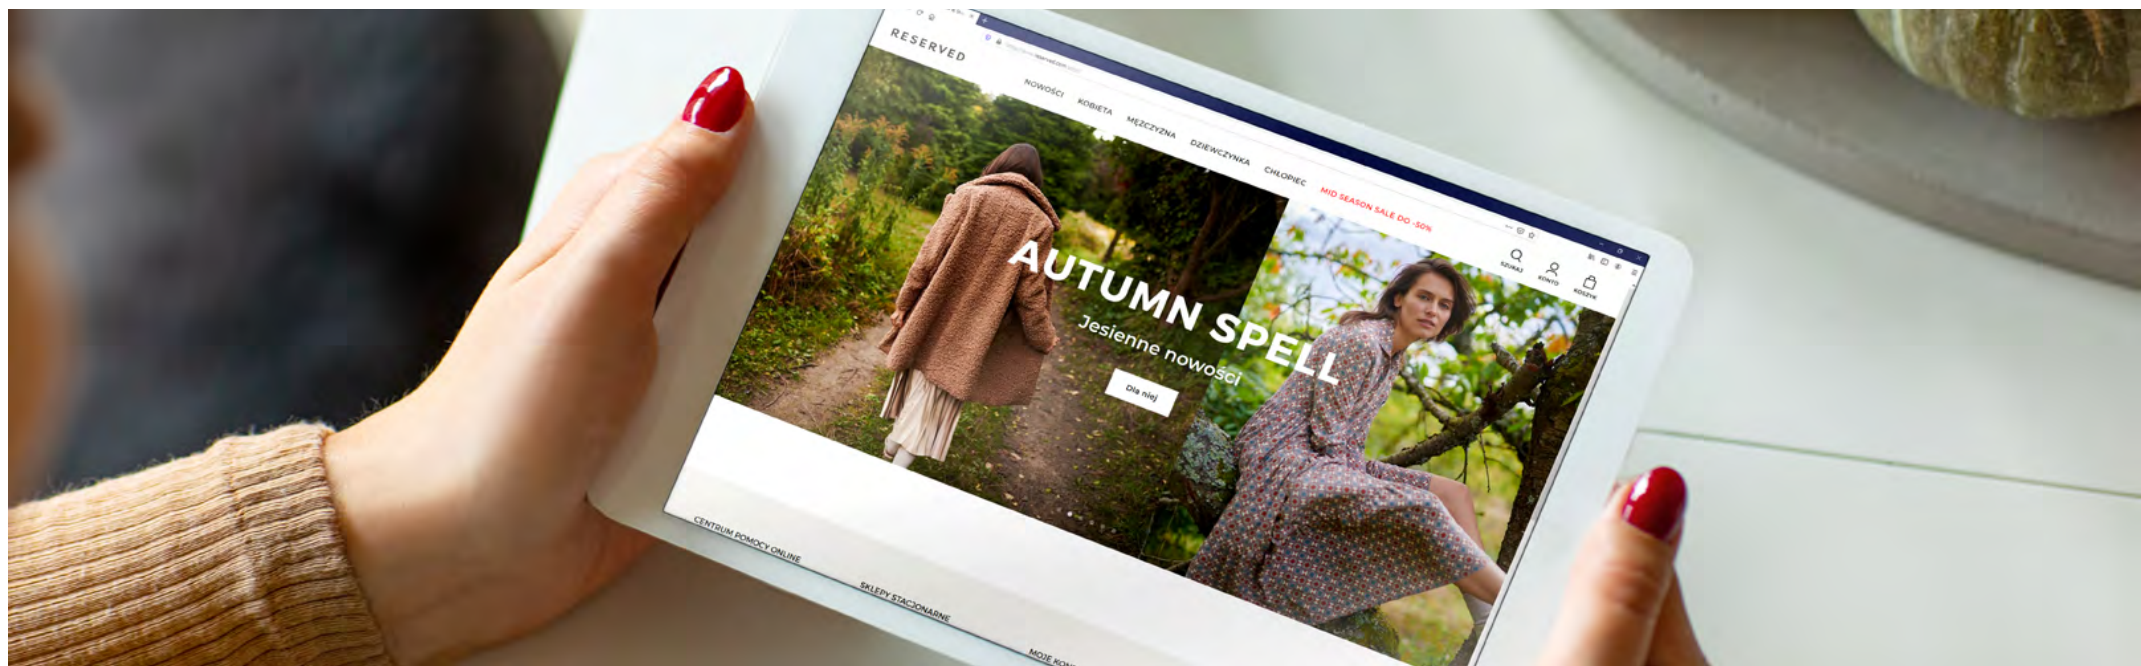 RESERVED
NOWOŚCI KOBIETA MĘŻCZYZNA DZIEWCZYNKA CHŁOPIEC MID SEASON SALE DO -50%
SZUKAJ KONTO KOSZYK
AUTUMN SPELL
Jesienne nowości
Dla niej
CENTRUM POMOCY ONLINE
SKLEPY STACJONARNE
MOJE